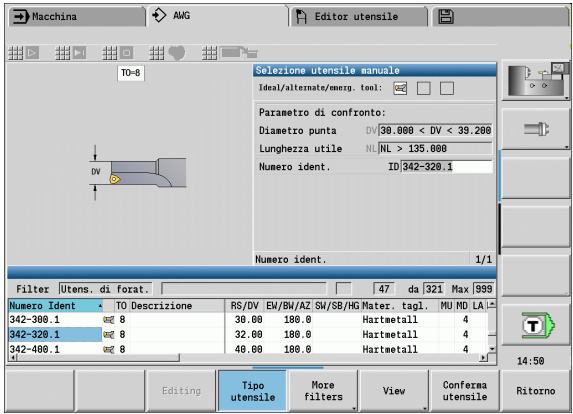 Macchina AWG Editor utensile
TO=8
DV
Selezione utensile manuale
Ideal/alternate/emerg. tool:
Parametro di confronto:
Diametro punta DV 30.000 < DV < 39.200
Lunghezza utile NL NL > 135.000
Numero ident. ID 342-320.1
Numero ident. 1/1
Filter Utens. di forat. 47 da 321 Max 999
Numero Ident TO Descrizione RS/DV EW/BW/AZ SW/SB/HG Mater. tagl. MU MD LA
342-300.1 8 30.00 180.0 Hartmetall 4
342-320.1 8 32.00 180.0 Hartmetall 4
342-400.1 8 40.00 180.0 Hartmetall 4
T
14:50
Editing
Tipo utensile
More filters
View
Conferma utensile
Ritorno